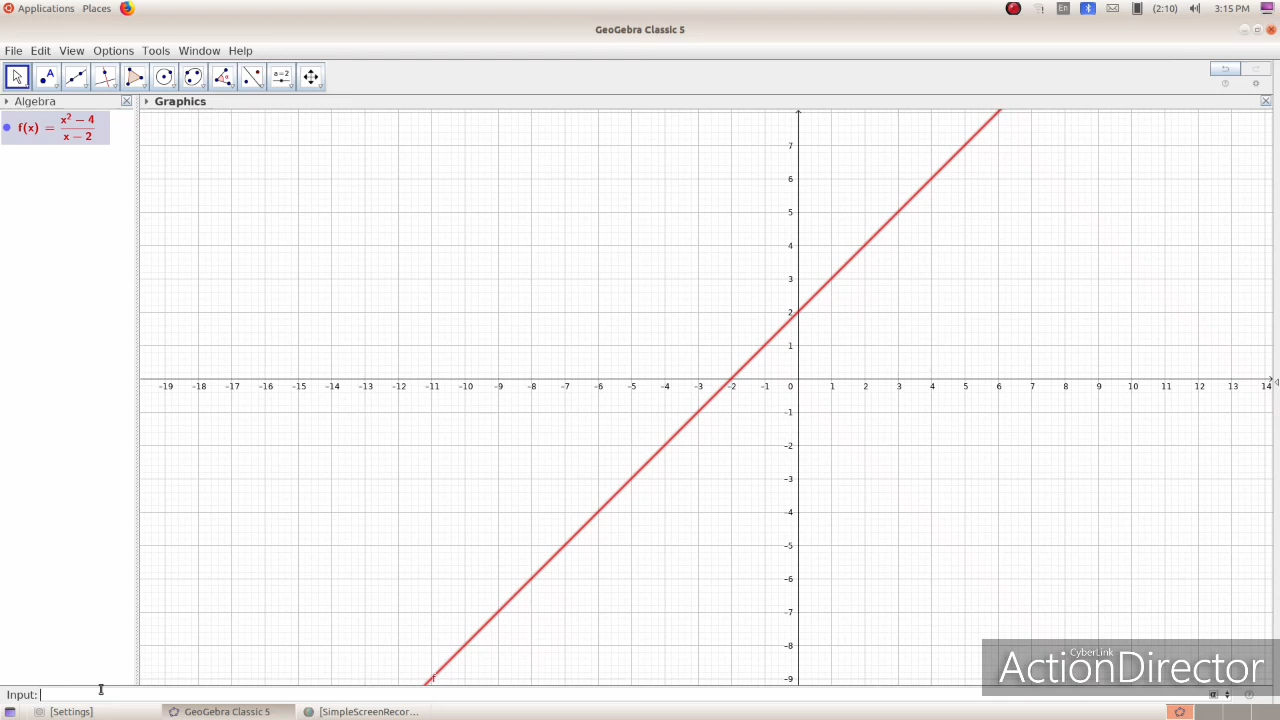 Applications Places En (2:10) 3:15 PM
GeoGebra Classic 5
File Edit View Options Tools Window Help
A a=2
Algebra Graphics
f(x) = x² − 4
x − 2
7
6
5
4
3
2
1
-19 -18 -17 -16 -15 -14 -13 -12 -11 -10 -9 -8 -7 -6 -5 -4 -3 -2 -1 0 1 2 3 4 5 6 7 8 9 10 11 12 13 14
-1
-2
-3
-4
-5
-6
-7
-8
-9
f
CyberLink
ActionDirector
Input: α
[Settings] GeoGebra Classic 5 [SimpleScreenRecor...